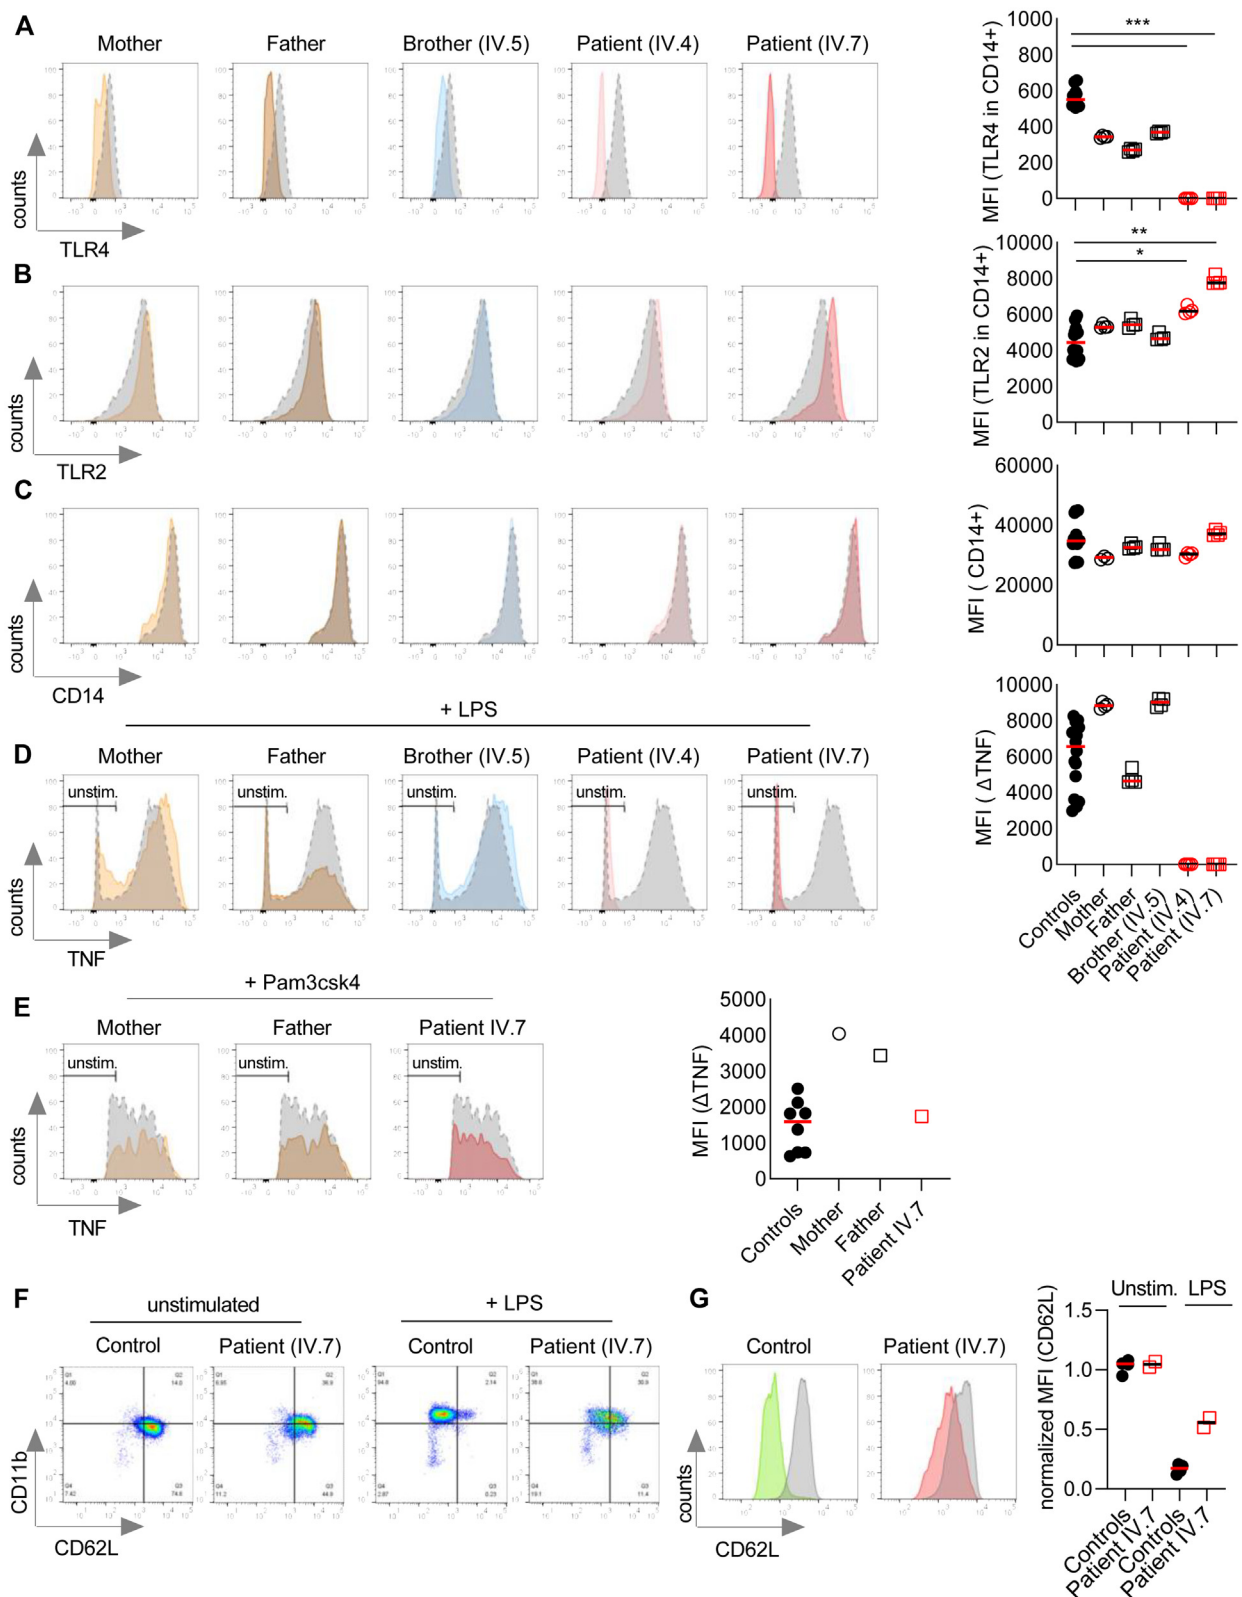 A
Mother
Father
Brother (IV.5)
Patient (IV.4)
Patient (IV.7)
counts
TLR4
MFI (TLR4 in CD14+)
1000
800
600
400
200
0
***
B
counts
TLR2
MFI (TLR2 in CD14+)
10000
8000
6000
4000
2000
0
**
*
C
counts
CD14
MFI ( CD14+)
60000
40000
20000
0
+ LPS
D
Mother
Father
Brother (IV.5)
Patient (IV.4)
Patient (IV.7)
unstim.
unstim.
unstim.
unstim.
unstim.
counts
TNF
MFI ( ΔTNF)
10000
8000
6000
4000
2000
0
Controls
Mother
Father
Brother (IV.5)
Patient (IV.4)
Patient (IV.7)
+ Pam3csk4
E
Mother
Father
Patient IV.7
unstim.
unstim.
unstim.
counts
TNF
MFI (ΔTNF)
5000
4000
3000
2000
1000
0
Controls
Mother
Father
Patient IV.7
F
unstimulated
+ LPS
Control
Patient (IV.7)
Control
Patient (IV.7)
CD11b
CD62L
G
Control
Patient (IV.7)
counts
CD62L
Unstim.
LPS
normalized MFI (CD62L)
1.5
1.0
0.5
0.0
Controls
Patient IV.7
Controls
Patient IV.7